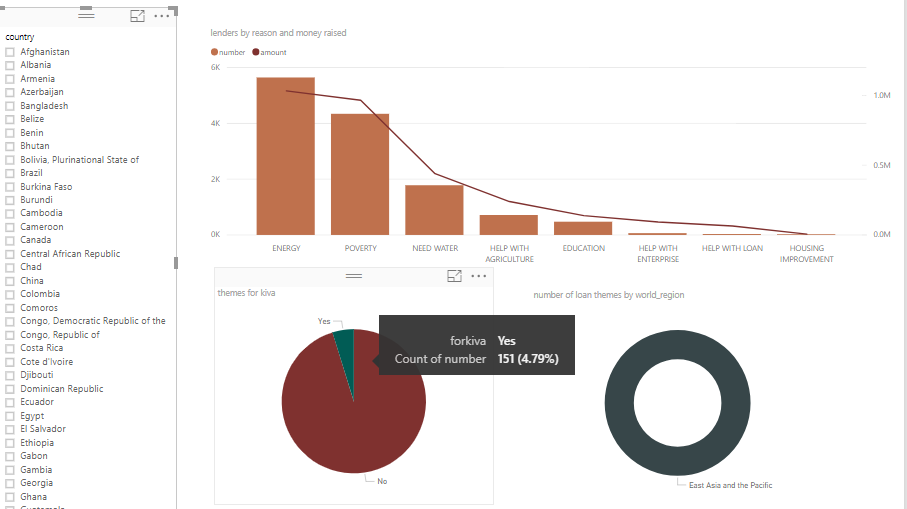 country
Afghanistan
Albania
Armenia
Azerbaijan
Bangladesh
Belize
Benin
Bhutan
Bolivia, Plurinational State of
Brazil
Burkina Faso
Burundi
Cambodia
Cameroon
Canada
Central African Republic
Chad
China
Colombia
Comoros
Congo, Democratic Republic of the
Congo, Republic of
Costa Rica
Cote d'Ivoire
Djibouti
Dominican Republic
Ecuador
Egypt
El Salvador
Ethiopia
Gabon
Gambia
Georgia
Ghana
lenders by reason and money raised
number amount
6K
4K
2K
0K
1.0M
0.5M
0.0M
ENERGY
POVERTY
NEED WATER
HELP WITH
AGRICULTURE
EDUCATION
HELP WITH
ENTERPRISE
HELP WITH LOAN
HOUSING
IMPROVEMENT
themes for kiva
Yes
No
forkiva Yes
Count of number 151 (4.79%)
number of loan themes by world_region
East Asia and the Pacific